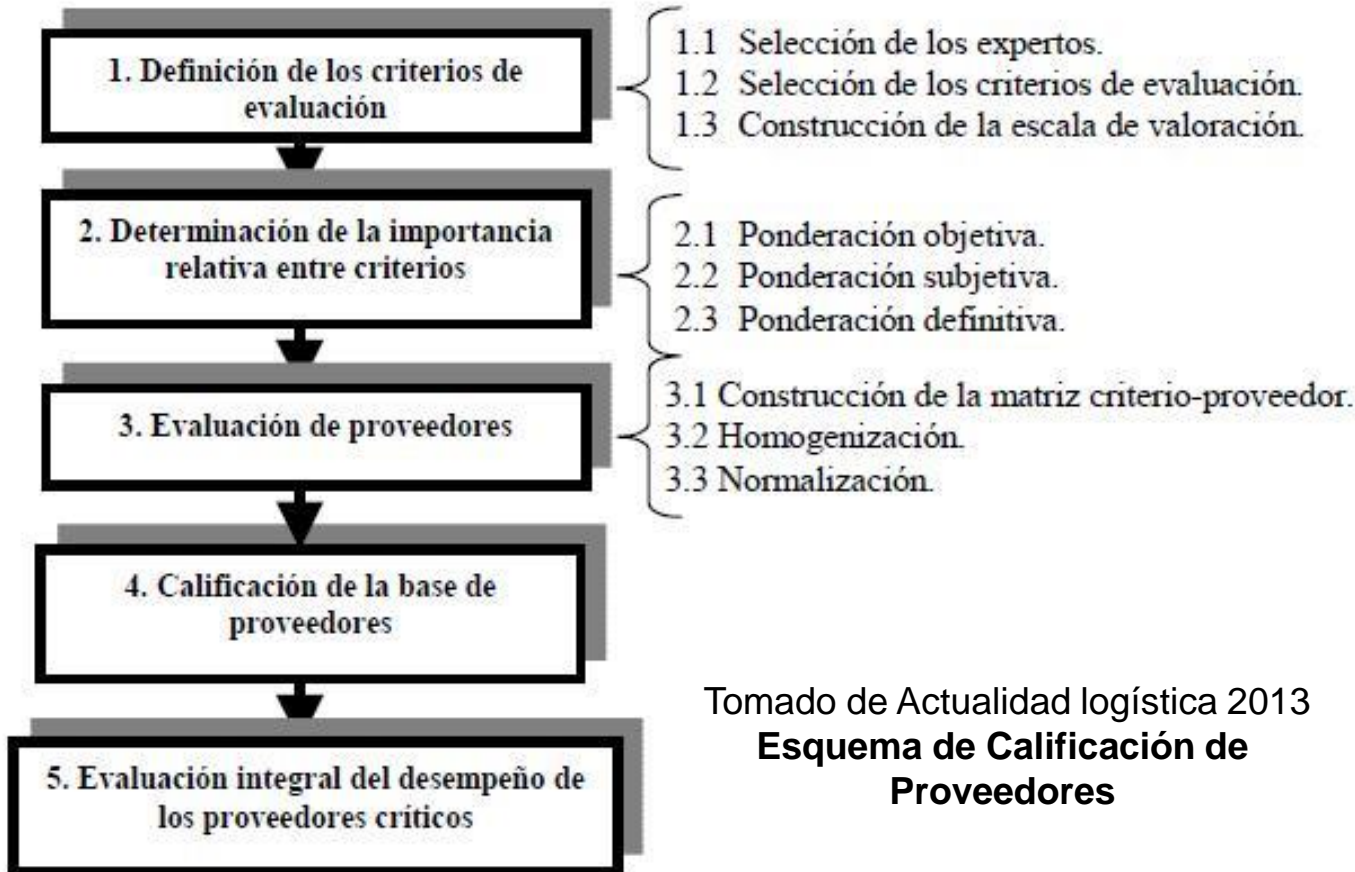 1. Definición de los criterios de
evaluación
1.1 Selección de los expertos.
1.2 Selección de los criterios de evaluación.
1.3 Construcción de la escala de valoración.
2. Determinación de la importancia
relativa entre criterios
2.1 Ponderación objetiva.
2.2 Ponderación subjetiva.
2.3 Ponderación definitiva.
3. Evaluación de proveedores
3.1 Construcción de la matriz criterio-proveedor.
3.2 Homogenización.
3.3 Normalización.
4. Calificación de la base de
proveedores
5. Evaluación integral del desempeño de
los proveedores críticos
Tomado de Actualidad logística 2013
Esquema de Calificación de
Proveedores